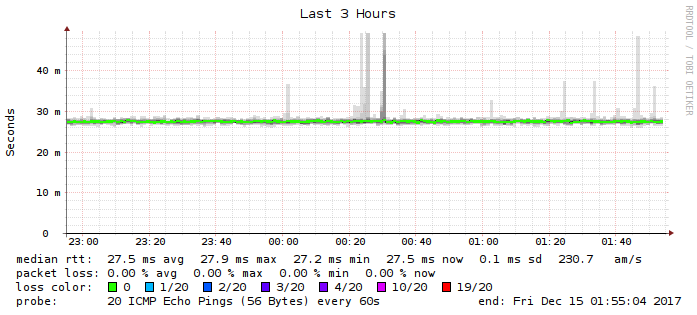 Last 3 Hours
RRDTOOL / TOBI OETIKER
Seconds
40 m
30 m
20 m
10 m
0
23:00 23:20 23:40 00:00 00:20 00:40 01:00 01:20 01:40
median rtt: 27.5 ms avg 27.9 ms max 27.2 ms min 27.5 ms now 0.1 ms sd 230.7 am/s
packet loss: 0.00 % avg 0.00 % max 0.00 % min 0.00 % now
loss color: 0 1/20 2/20 3/20 4/20 10/20 19/20
probe: 20 ICMP Echo Pings (56 Bytes) every 60s end: Fri Dec 15 01:55:04 2017